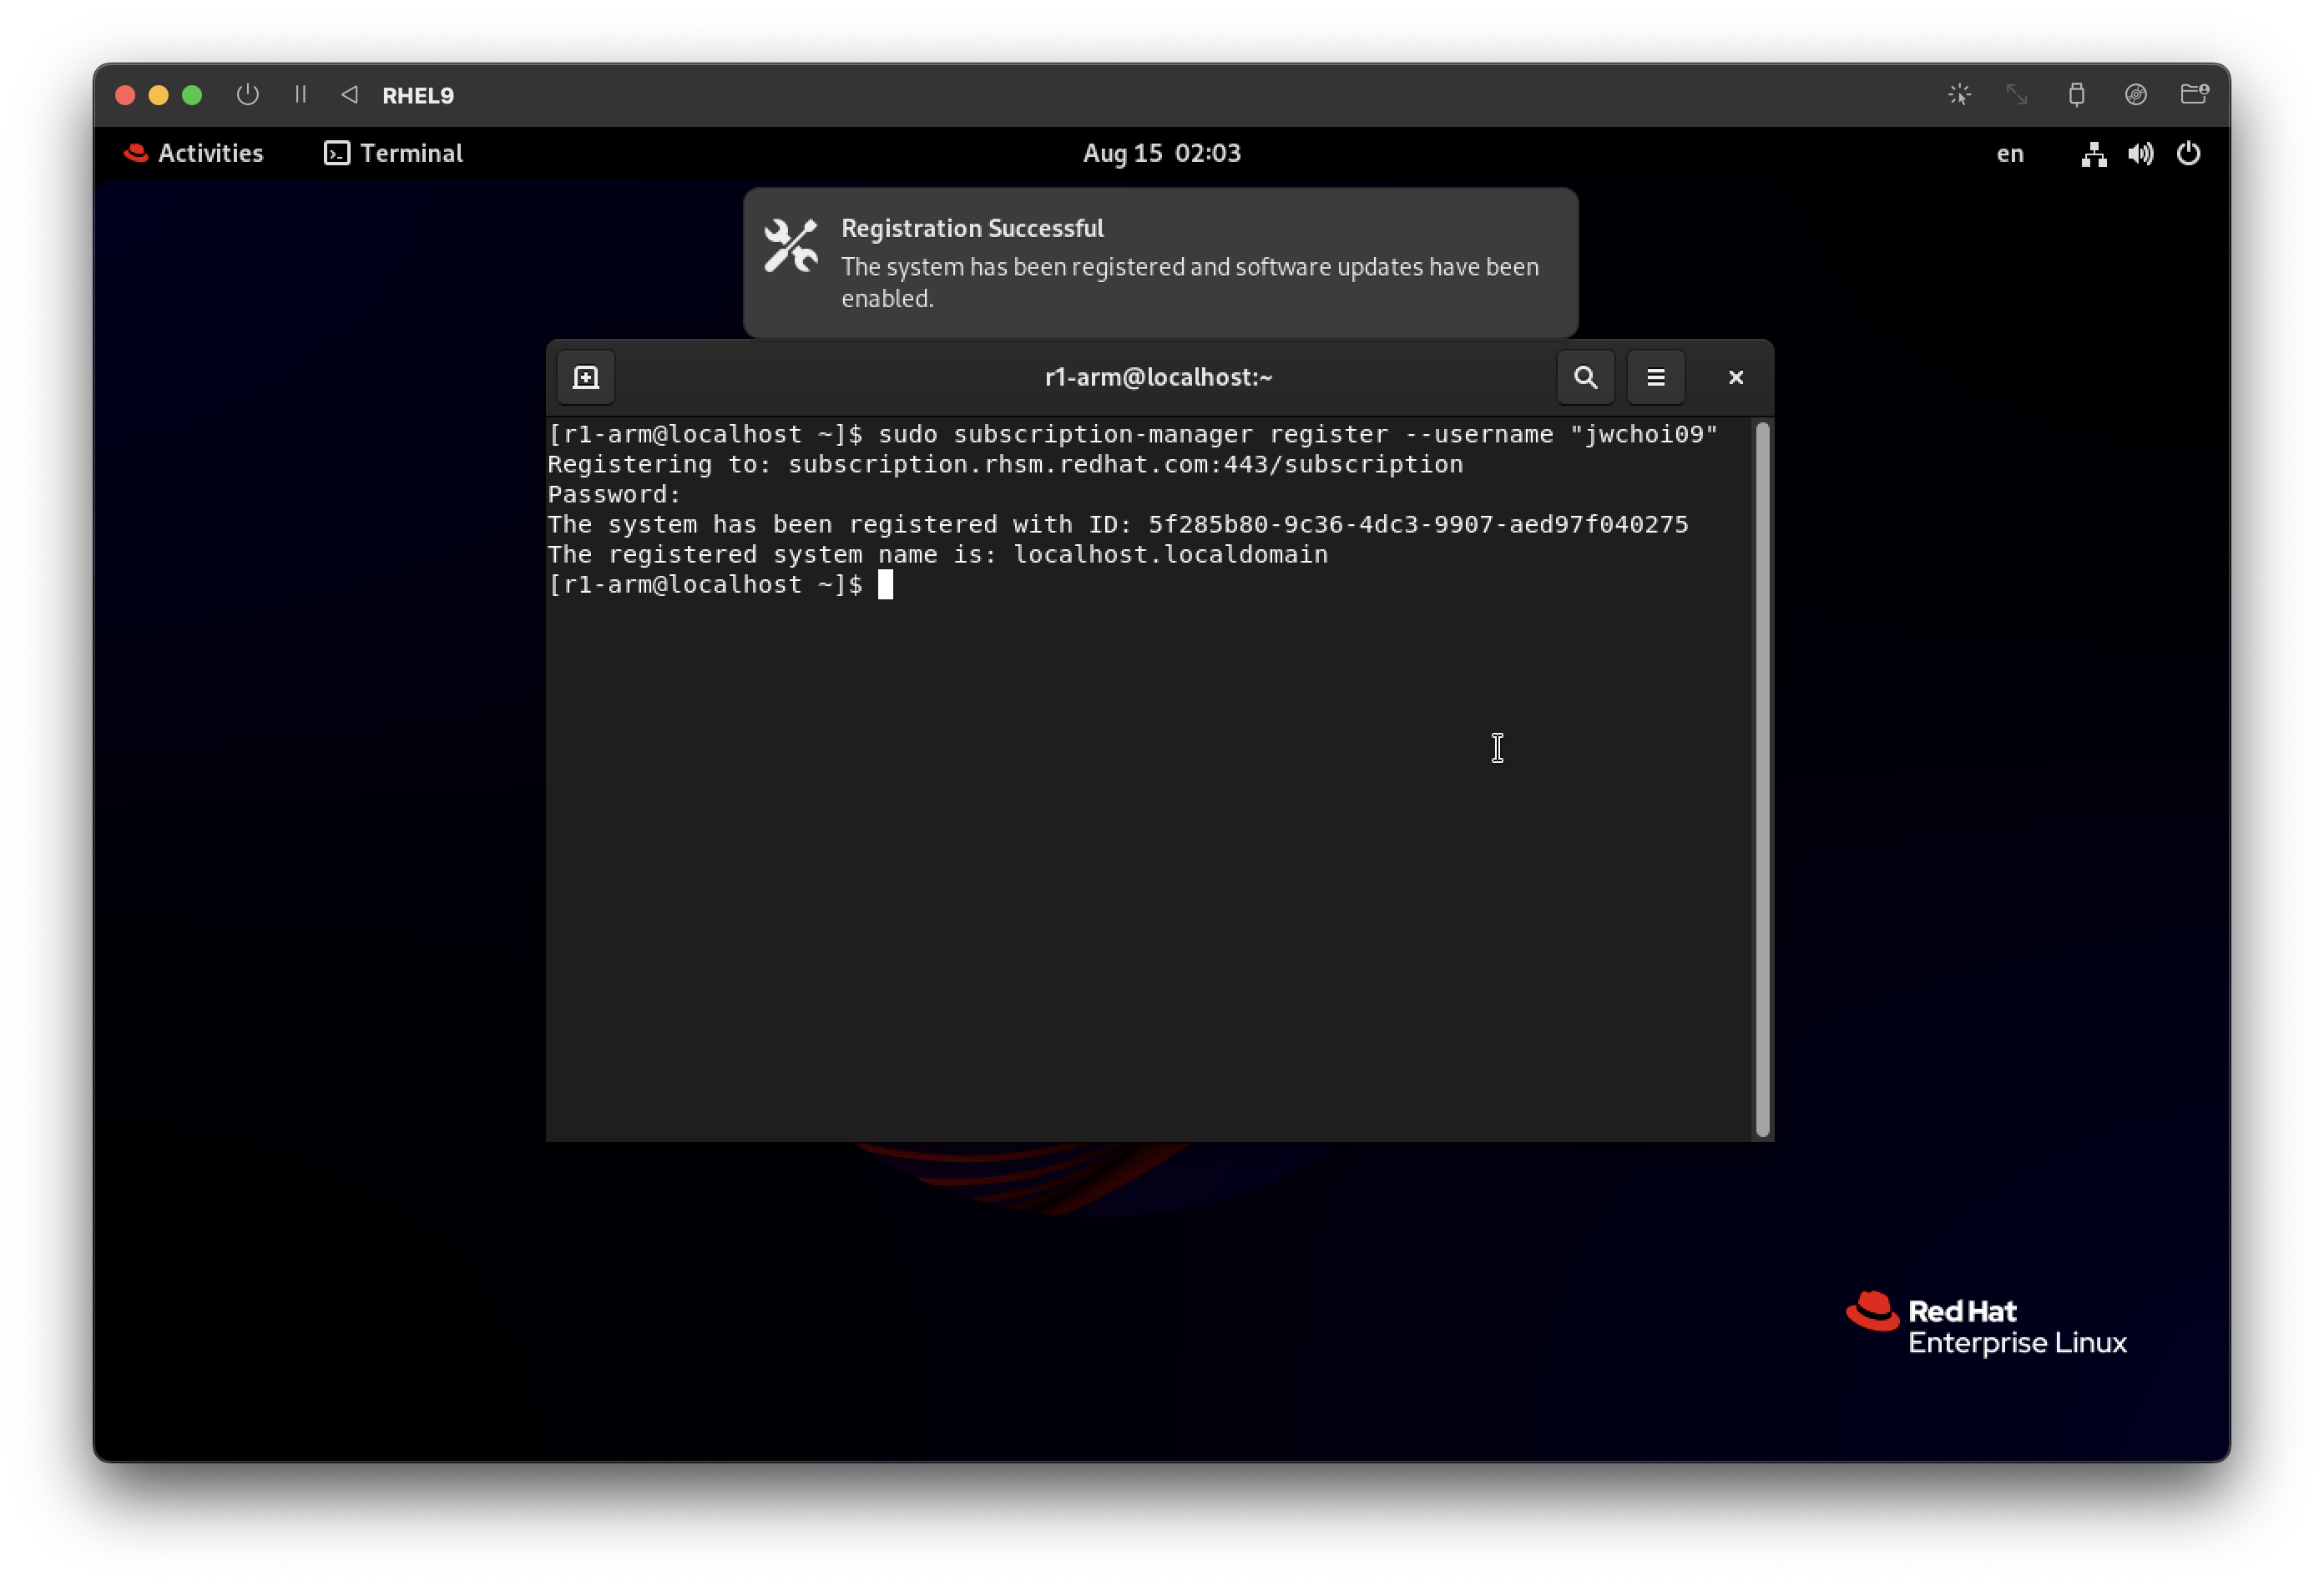 RHEL9
Activities Terminal Aug 15 02:03 en
Registration Successful
The system has been registered and software updates have been
enabled.
r1-arm@localhost:~
[r1-arm@localhost ~]$ sudo subscription-manager register --username "jwchoi09"
Registering to: subscription.rhsm.redhat.com:443/subscription
Password:
The system has been registered with ID: 5f285b80-9c36-4dc3-9907-aed97f040275
The registered system name is: localhost.localdomain
[r1-arm@localhost ~]$
Red Hat
Enterprise Linux